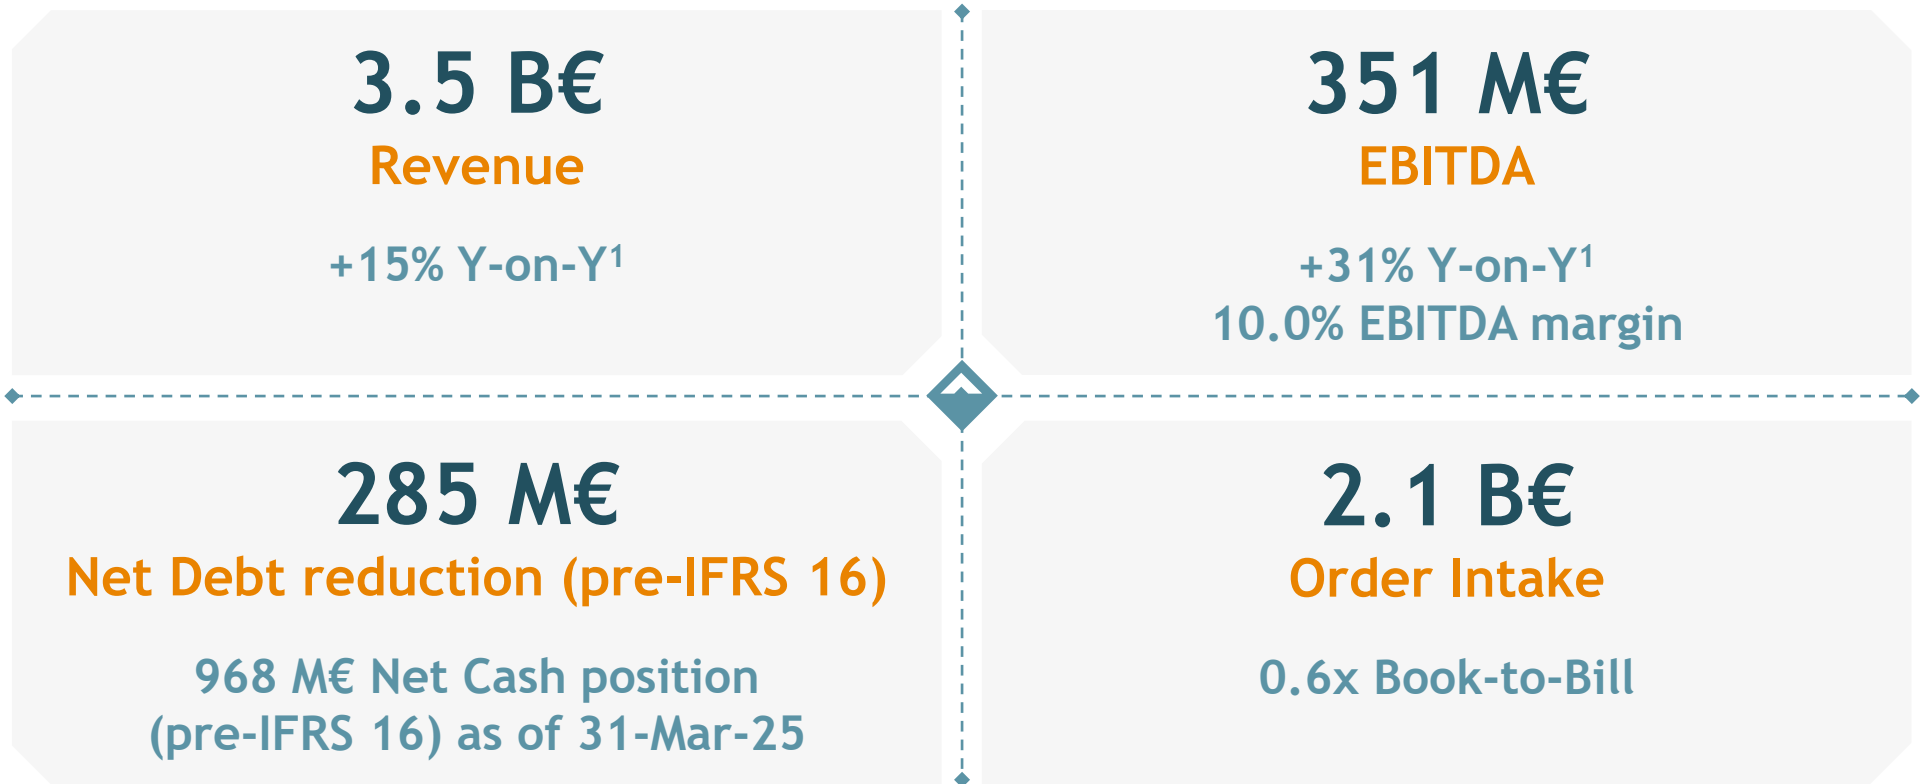 3.5 B€
Revenue
+15% Y-on-Y¹
351 M€
EBITDA
+31% Y-on-Y¹
10.0% EBITDA margin
285 M€
Net Debt reduction (pre-IFRS 16)
968 M€ Net Cash position
(pre-IFRS 16) as of 31-Mar-25
2.1 B€
Order Intake
0.6x Book-to-Bill